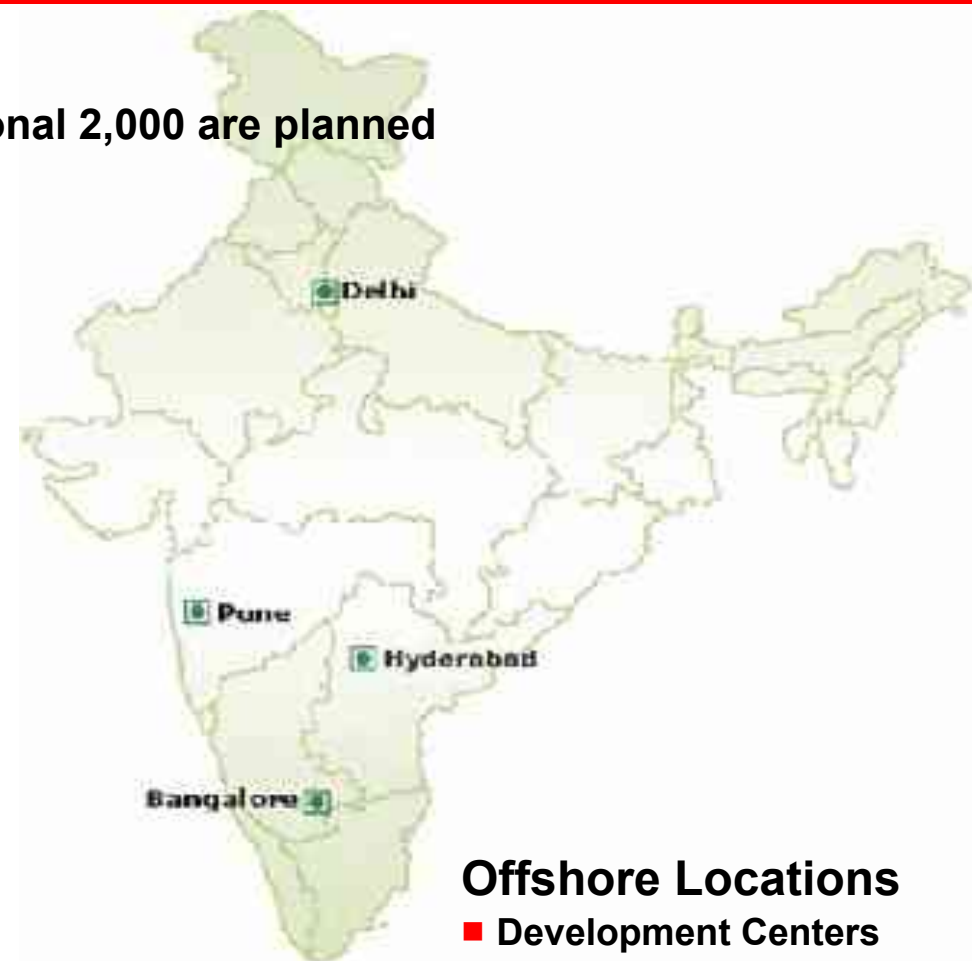 onal 2,000 are planned
Delhi
Pune
Hyderabad
Bangalore
Offshore Locations
Development Centers